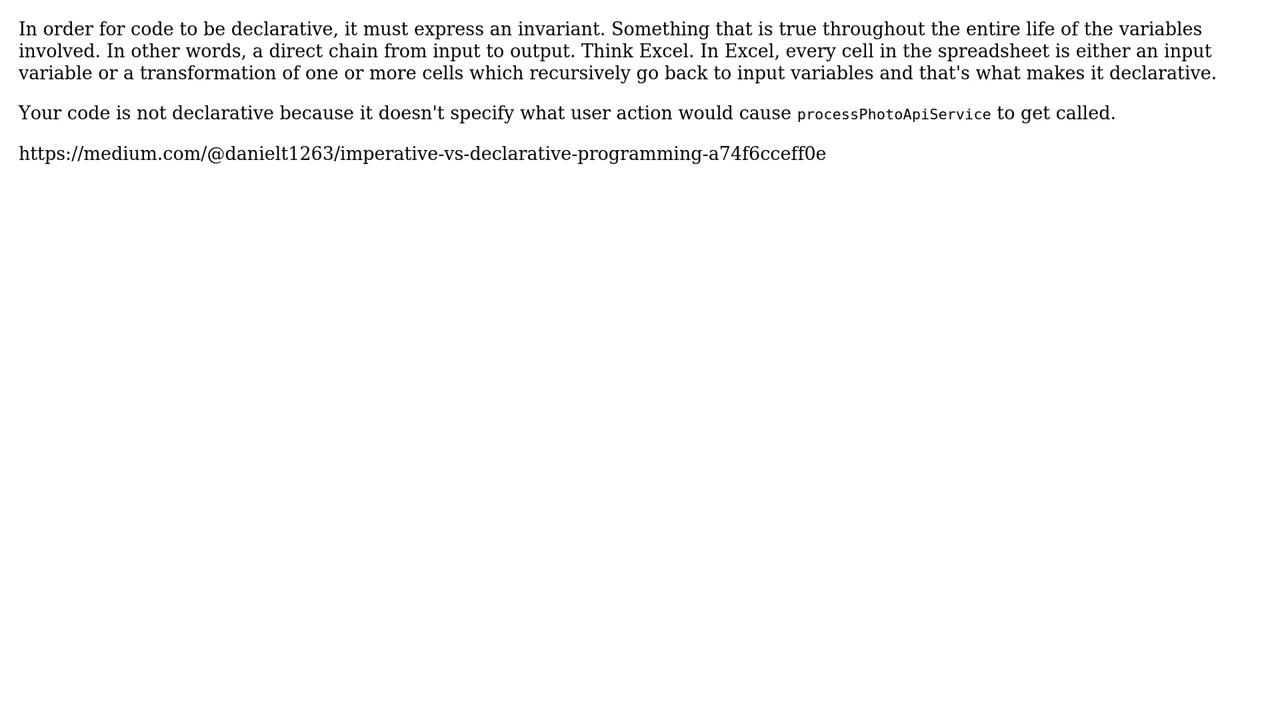 In order for code to be declarative, it must express an invariant. Something that is true throughout the entire life of the variables
involved. In other words, a direct chain from input to output. Think Excel. In Excel, every cell in the spreadsheet is either an input
variable or a transformation of one or more cells which recursively go back to input variables and that's what makes it declarative.
Your code is not declarative because it doesn't specify what user action would cause processPhotoApiService to get called.
https://medium.com/@danielt1263/imperative-vs-declarative-programming-a74f6cceff0e